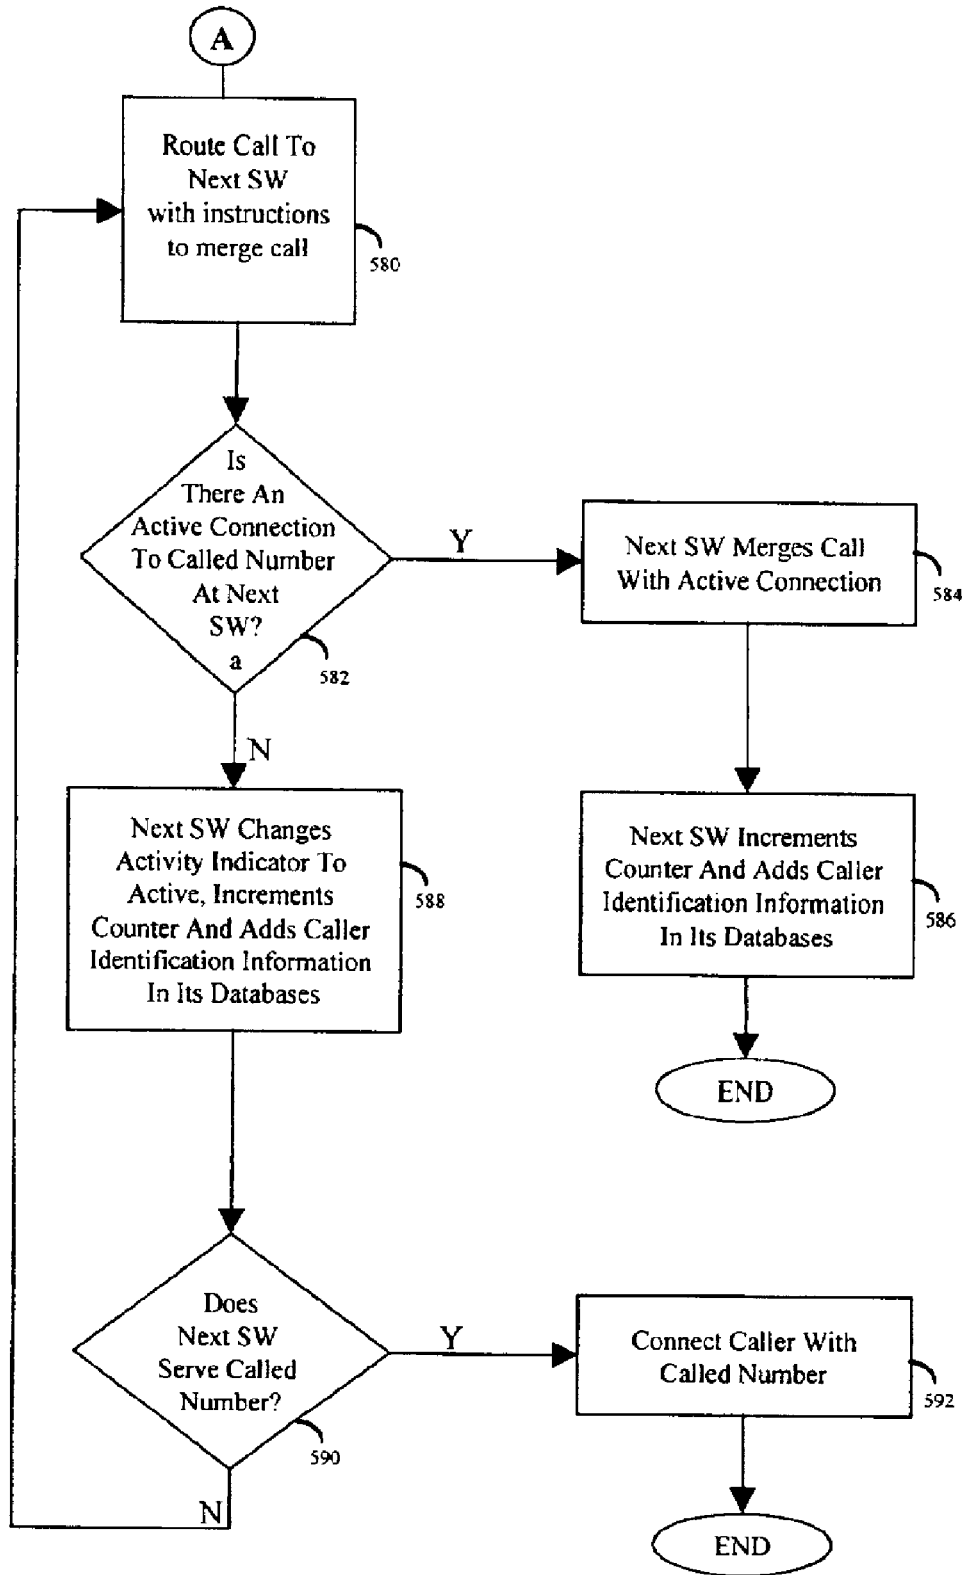 A
Route Call To
Next SW
with instructions
to merge call
580
Is
There An
Active Connection
To Called Number
At Next
SW?
a
582
Y
Next SW Merges Call
With Active Connection
584
N
Next SW Changes
Activity Indicator To
Active, Increments
Counter And Adds Caller
Identification Information
In Its Databases
588
Next SW Increments
Counter And Adds Caller
Identification Information
In Its Databases
586
END
Does
Next SW
Serve Called
Number?
590
Y
Connect Caller With
Called Number
592
N
END